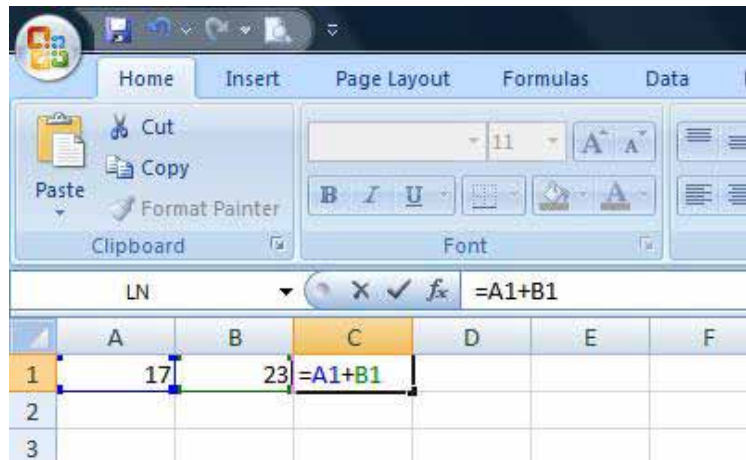 Home Insert Page Layout Formulas Data
Cut
Copy
Paste
Format Painter
11 A A
B I U A
Clipboard Font
LN fx =A1+B1
A B C D E F
1 17 23 =A1+B1
2
3